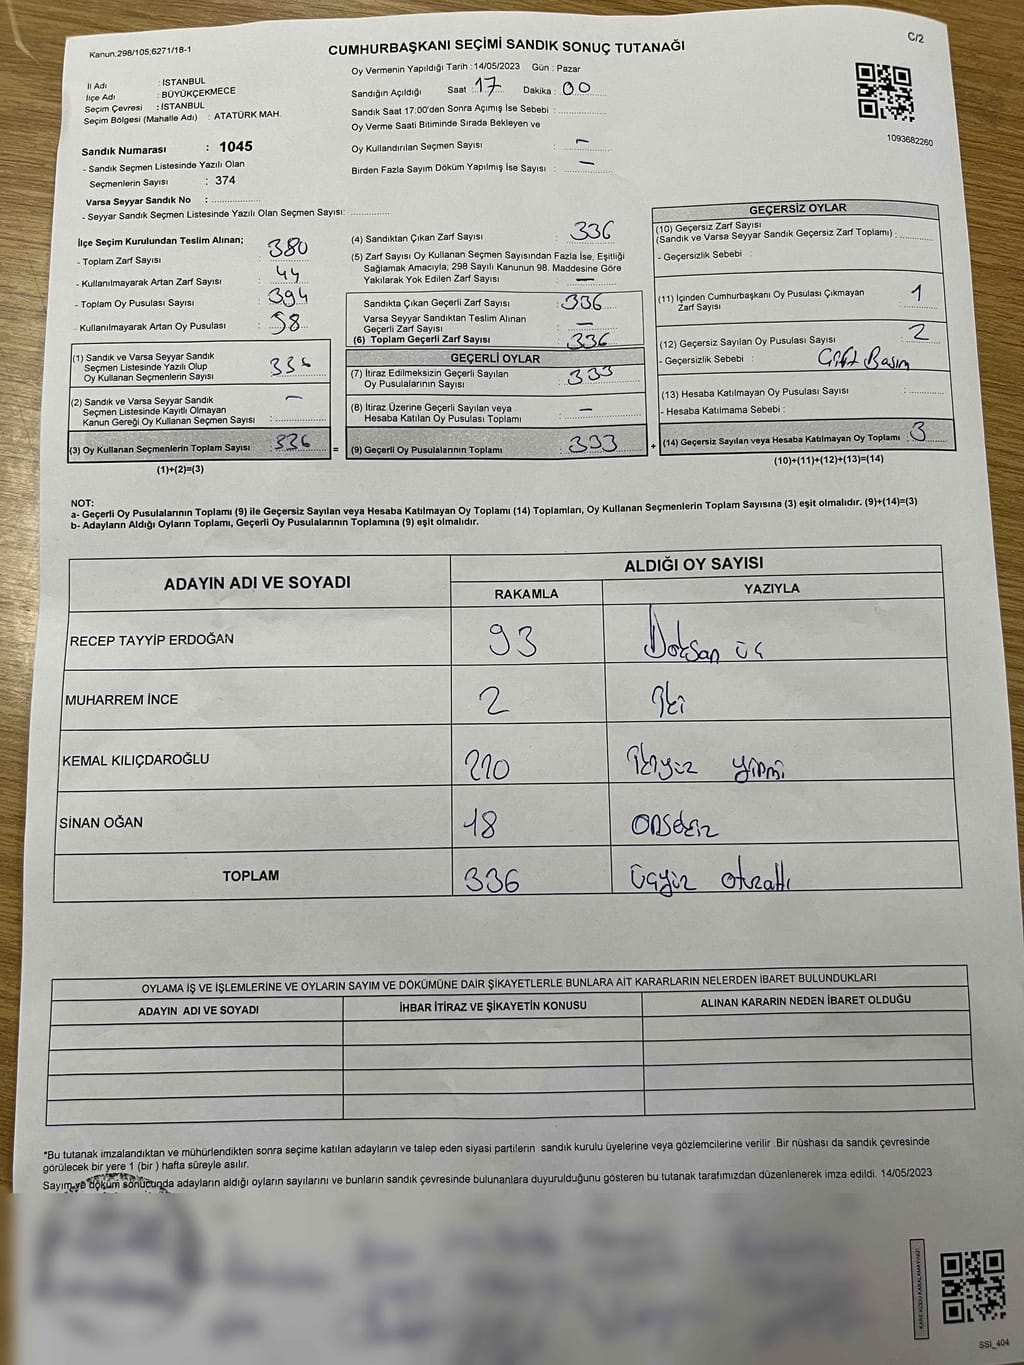 Kanun:298/105;6271/18-1
CUMHURBAŞKANI SEÇİMİ SANDIK SONUÇ TUTANAĞI
C/2
İl Adı : İSTANBUL
İlçe Adı : BÜYÜKÇEKMECE
Seçim Çevresi : İSTANBUL
Seçim Bölgesi (Mahalle Adı) : ATATÜRK MAH.
Sandık Numarası : 1045
- Sandık Seçmen Listesinde Yazılı Olan
Seçmenlerin Sayısı : 374
Varsa Seyyar Sandık No : ..................
- Seyyar Sandık Seçmen Listesinde Yazılı Olan Seçmen Sayısı: ..............
Oy Vermenin Yapıldığı Tarih :14/05/2023 Gün : Pazar
Sandığın Açıldığı Saat : 17 Dakika : 00
Sandık Saat 17:00'den Sonra Açımış İse Sebebi : ..................
Oy Verme Saati Bitiminde Sırada Bekleyen ve
Oy Kullandırılan Seçmen Sayısı : —
Birden Fazla Sayım Döküm Yapılmış İse Sayısı : —
1093682260
İlçe Seçim Kurulundan Teslim Alınan;
- Toplam Zarf Sayısı : 380
- Kullanılmayarak Artan Zarf Sayısı : 44
- Toplam Oy Pusulası Sayısı : 394
- Kullanılmayarak Artan Oy Pusulası : 58
(1) Sandık ve Varsa Seyyar Sandık
Seçmen Listesinde Yazılı Olup
Oy Kullanan Seçmenlerin Sayısı : 336
(2) Sandık ve Varsa Seyyar Sandık
Seçmen Listesinde Kayıtlı Olmayan
Kanun Gereği Oy Kullanan Seçmen Sayısı : —
(3) Oy Kullanan Seçmenlerin Toplam Sayısı : 336 =
(1)+(2)=(3)
(4) Sandıktan Çıkan Zarf Sayısı : 336
(5) Zarf Sayısı Oy Kullanan Seçmen Sayısından Fazla İse, Eşitliği
Sağlamak Amacıyla; 298 Sayılı Kanunun 98. Maddesine Göre
Yakılarak Yok Edilen Zarf Sayısı : —
Sandıkta Çıkan Geçerli Zarf Sayısı : 336
Varsa Seyyar Sandıktan Teslim Alınan
Geçerli Zarf Sayısı : —
(6) Toplam Geçerli Zarf Sayısı : 336
GEÇERLİ OYLAR
(7) İtiraz Edilmeksizin Geçerli Sayılan
Oy Pusulalarının Sayısı : 333
(8) İtiraz Üzerine Geçerli Sayılan veya
Hesaba Katılan Oy Pusulası Toplamı : —
(9) Geçerli Oy Pusulalarının Toplamı : 333 +
GEÇERSİZ OYLAR
(10) Geçersiz Zarf Sayısı
(Sandık ve Varsa Seyyar Sandık Geçersiz Zarf Toplamı) : ..........
- Geçersizlik Sebebi :
(11) İçinden Cumhurbaşkanı Oy Pusulası Çıkmayan
Zarf Sayısı : 1
(12) Geçersiz Sayılan Oy Pusulası Sayısı : 2
- Geçersizlik Sebebi : Çift Basım
(13) Hesaba Katılmayan Oy Pusulası Sayısı : ............
- Hesaba Katılmama Sebebi :
(14) Geçersiz Sayılan veya Hesaba Katılmayan Oy Toplamı : 3
(10)+(11)+(12)+(13)=(14)
NOT:
a- Geçerli Oy Pusulalarının Toplamı (9) ile Geçersiz Sayılan veya Hesaba Katılmayan Oy Toplamı (14) Toplamları, Oy Kullanan Seçmenlerin Toplam Sayısına (3) eşit olmalıdır. (9)+(14)=(3)
b- Adayların Aldığı Oyların Toplamı, Geçerli Oy Pusulalarının Toplamına (9) eşit olmalıdır.
ADAYIN ADI VE SOYADI ALDIĞI OY SAYISI
RAKAMLA YAZIYLA
RECEP TAYYİP ERDOĞAN 93 Doksan üç
MUHARREM İNCE 2 İki
KEMAL KILIÇDAROĞLU 220 İkiyüz yirmi
SİNAN OĞAN 18 onsekiz
TOPLAM 336 üçyüz otuzaltı
OYLAMA İŞ VE İŞLEMLERİNE VE OYLARIN SAYIM VE DÖKÜMÜNE DAİR ŞİKAYETLERLE BUNLARA AİT KARARLARIN NELERDEN İBARET BULUNDUKLARI
ADAYIN ADI VE SOYADI İHBAR İTİRAZ VE ŞİKAYETİN KONUSU ALINAN KARARIN NEDEN İBARET OLDUĞU
*Bu tutanak imzalandıktan ve mühürlendikten sonra seçime katılan adayların ve talep eden siyasi partilerin sandık kurulu üyelerine veya gözlemcilerine verilir .Bir nüshası da sandık çevresinde
görülecek bir yere 1 (bir ) hafta süreyle asılır.
Sayım ve döküm sonucunda adayların aldığı oyların sayılarını ve bunların sandık çevresinde bulunanlara duyurulduğunu gösteren bu tutanak tarafımızdan düzenlenerek imza edildi. 14/05/2023
KARE KODU KARALAMAYINIZ!
SSI_404